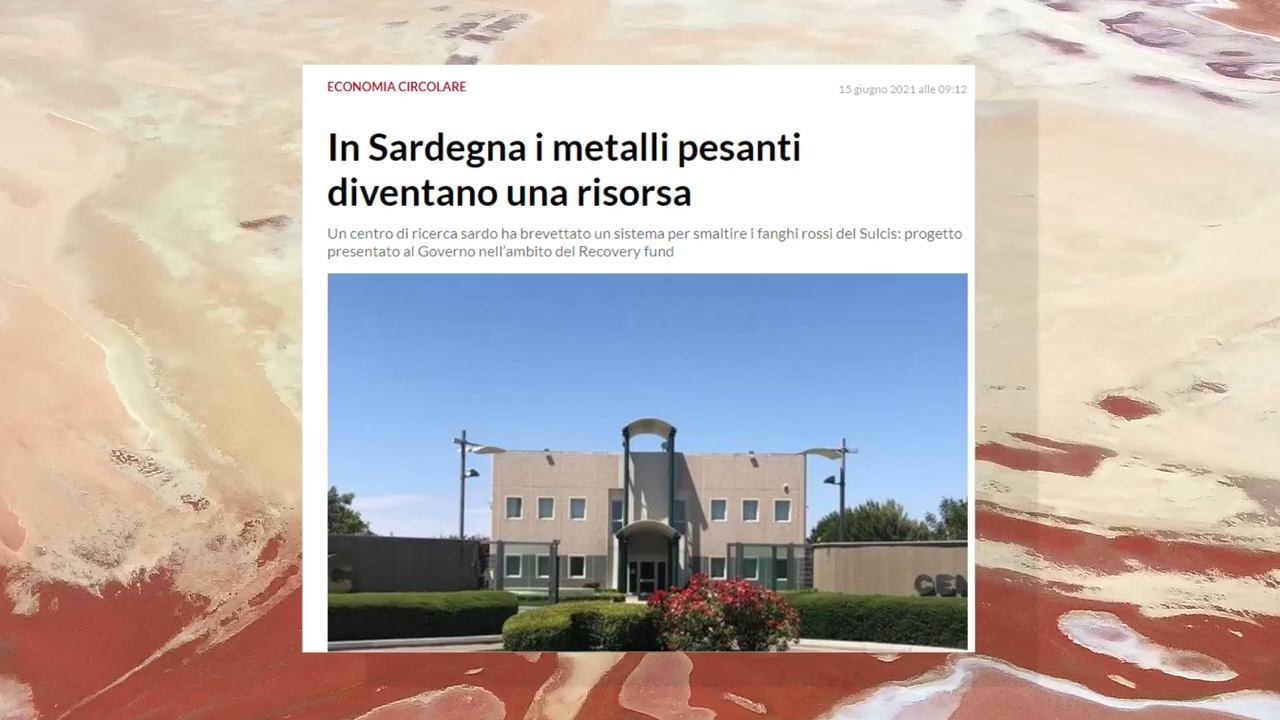 ECONOMIA CIRCOLARE
15 giugno 2021 alle 09:12
In Sardegna i metalli pesanti
diventano una risorsa
Un centro di ricerca sardo ha brevettato un sistema per smaltire i fanghi rossi del Sulcis: progetto
presentato al Governo nell'ambito del Recovery fund
C
CEN